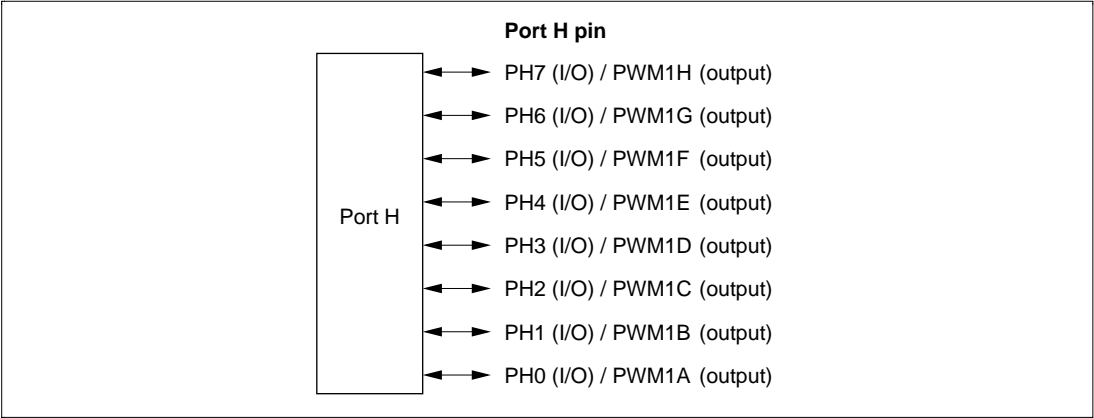 Port H pin
PH7 (I/O) / PWM1H (output)
PH6 (I/O) / PWM1G (output)
PH5 (I/O) / PWM1F (output)
PH4 (I/O) / PWM1E (output)
Port H
PH3 (I/O) / PWM1D (output)
PH2 (I/O) / PWM1C (output)
PH1 (I/O) / PWM1B (output)
PH0 (I/O) / PWM1A (output)